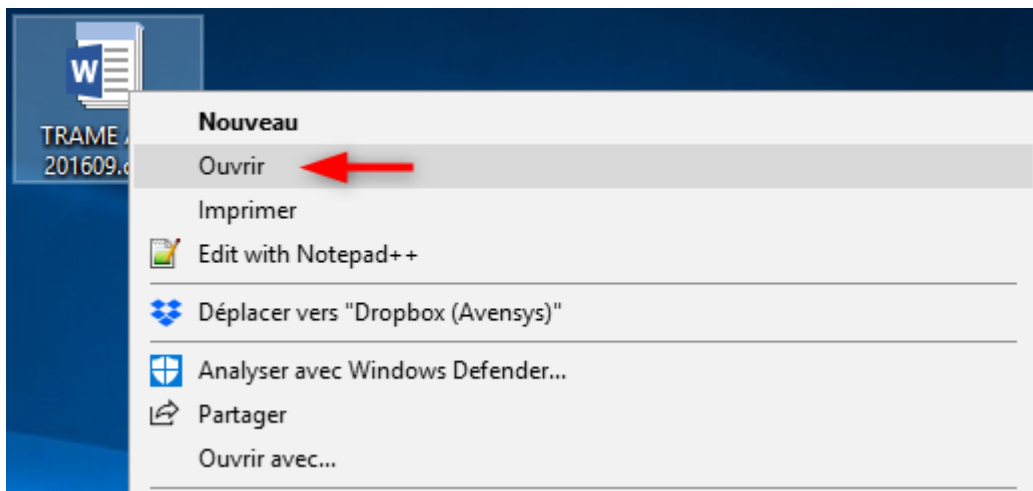 W
TRAME
201609.
Nouveau
Ouvrir
Imprimer
Edit with Notepad++
Déplacer vers "Dropbox (Avensys)"
Analyser avec Windows Defender...
Partager
Ouvrir avec...